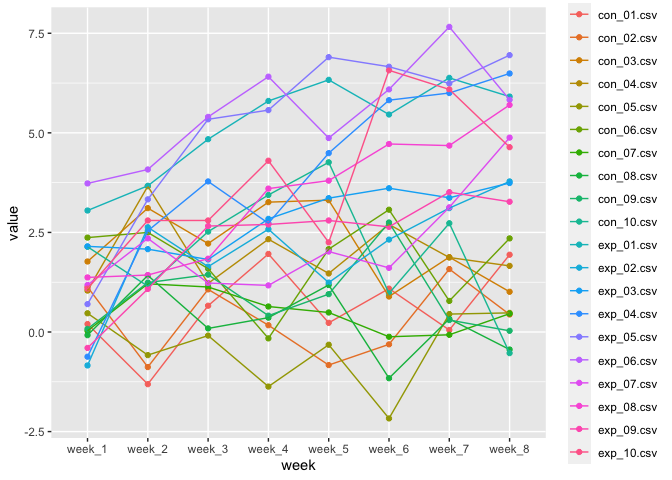 7.5
5.0
2.5
0.0
-2.5
value
week_1 week_2 week_3 week_4 week_5 week_6 week_7 week_8
week
con_01.csv
con_02.csv
con_03.csv
con_04.csv
con_05.csv
con_06.csv
con_07.csv
con_08.csv
con_09.csv
con_10.csv
exp_01.csv
exp_02.csv
exp_03.csv
exp_04.csv
exp_05.csv
exp_06.csv
exp_07.csv
exp_08.csv
exp_09.csv
exp_10.csv